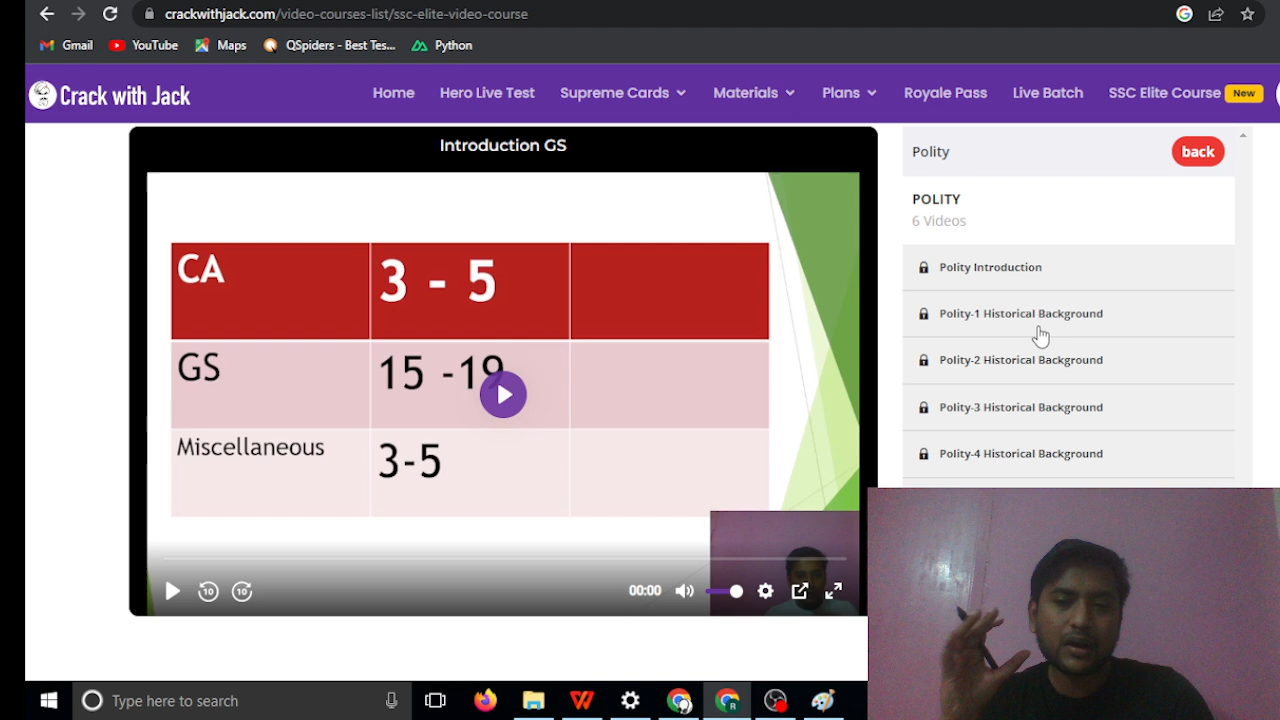 crackwithjack.com/video-courses-list/ssc-elite-video-course
Gmail
YouTube
Maps
QSpiders - Best Tes...
Python
Crack with Jack
Home
Hero Live Test
Supreme Cards
Materials
Plans
Royale Pass
Live Batch
SSC Elite Course
New
Introduction GS
CA
3 - 5
GS
15 -19
Miscellaneous
3-5
10
10
00:00
Polity
back
POLITY
6 Videos
Polity Introduction
Polity-1 Historical Background
Polity-2 Historical Background
Polity-3 Historical Background
Polity-4 Historical Background
Type here to search